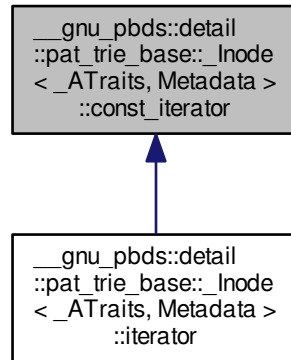 __gnu_pbds::detail
::pat_trie_base::_Inode
< _ATraits, Metadata >
::const_iterator
__gnu_pbds::detail
::pat_trie_base::_Inode
< _ATraits, Metadata >
::iterator